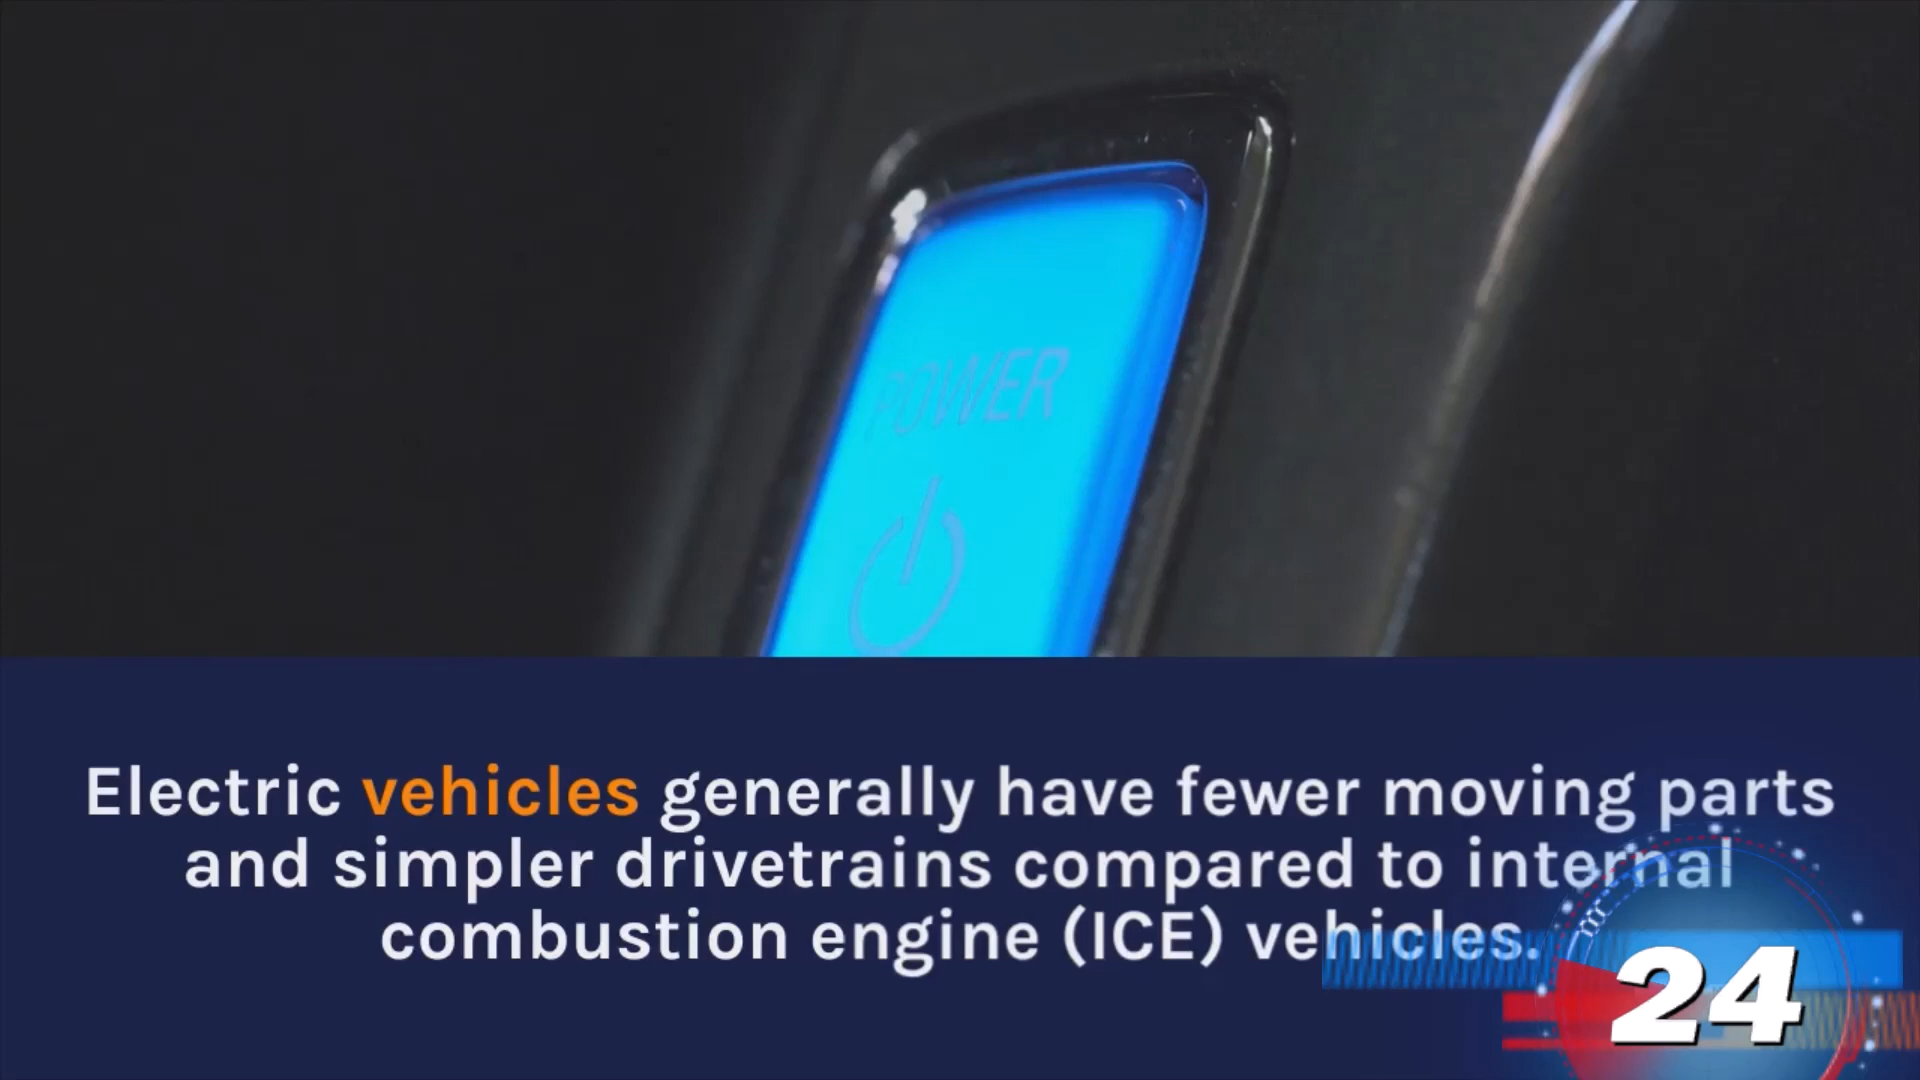 POWER
Electric vehicles generally have fewer moving parts
and simpler drivetrains compared to internal
combustion engine (ICE) vehicles.
24